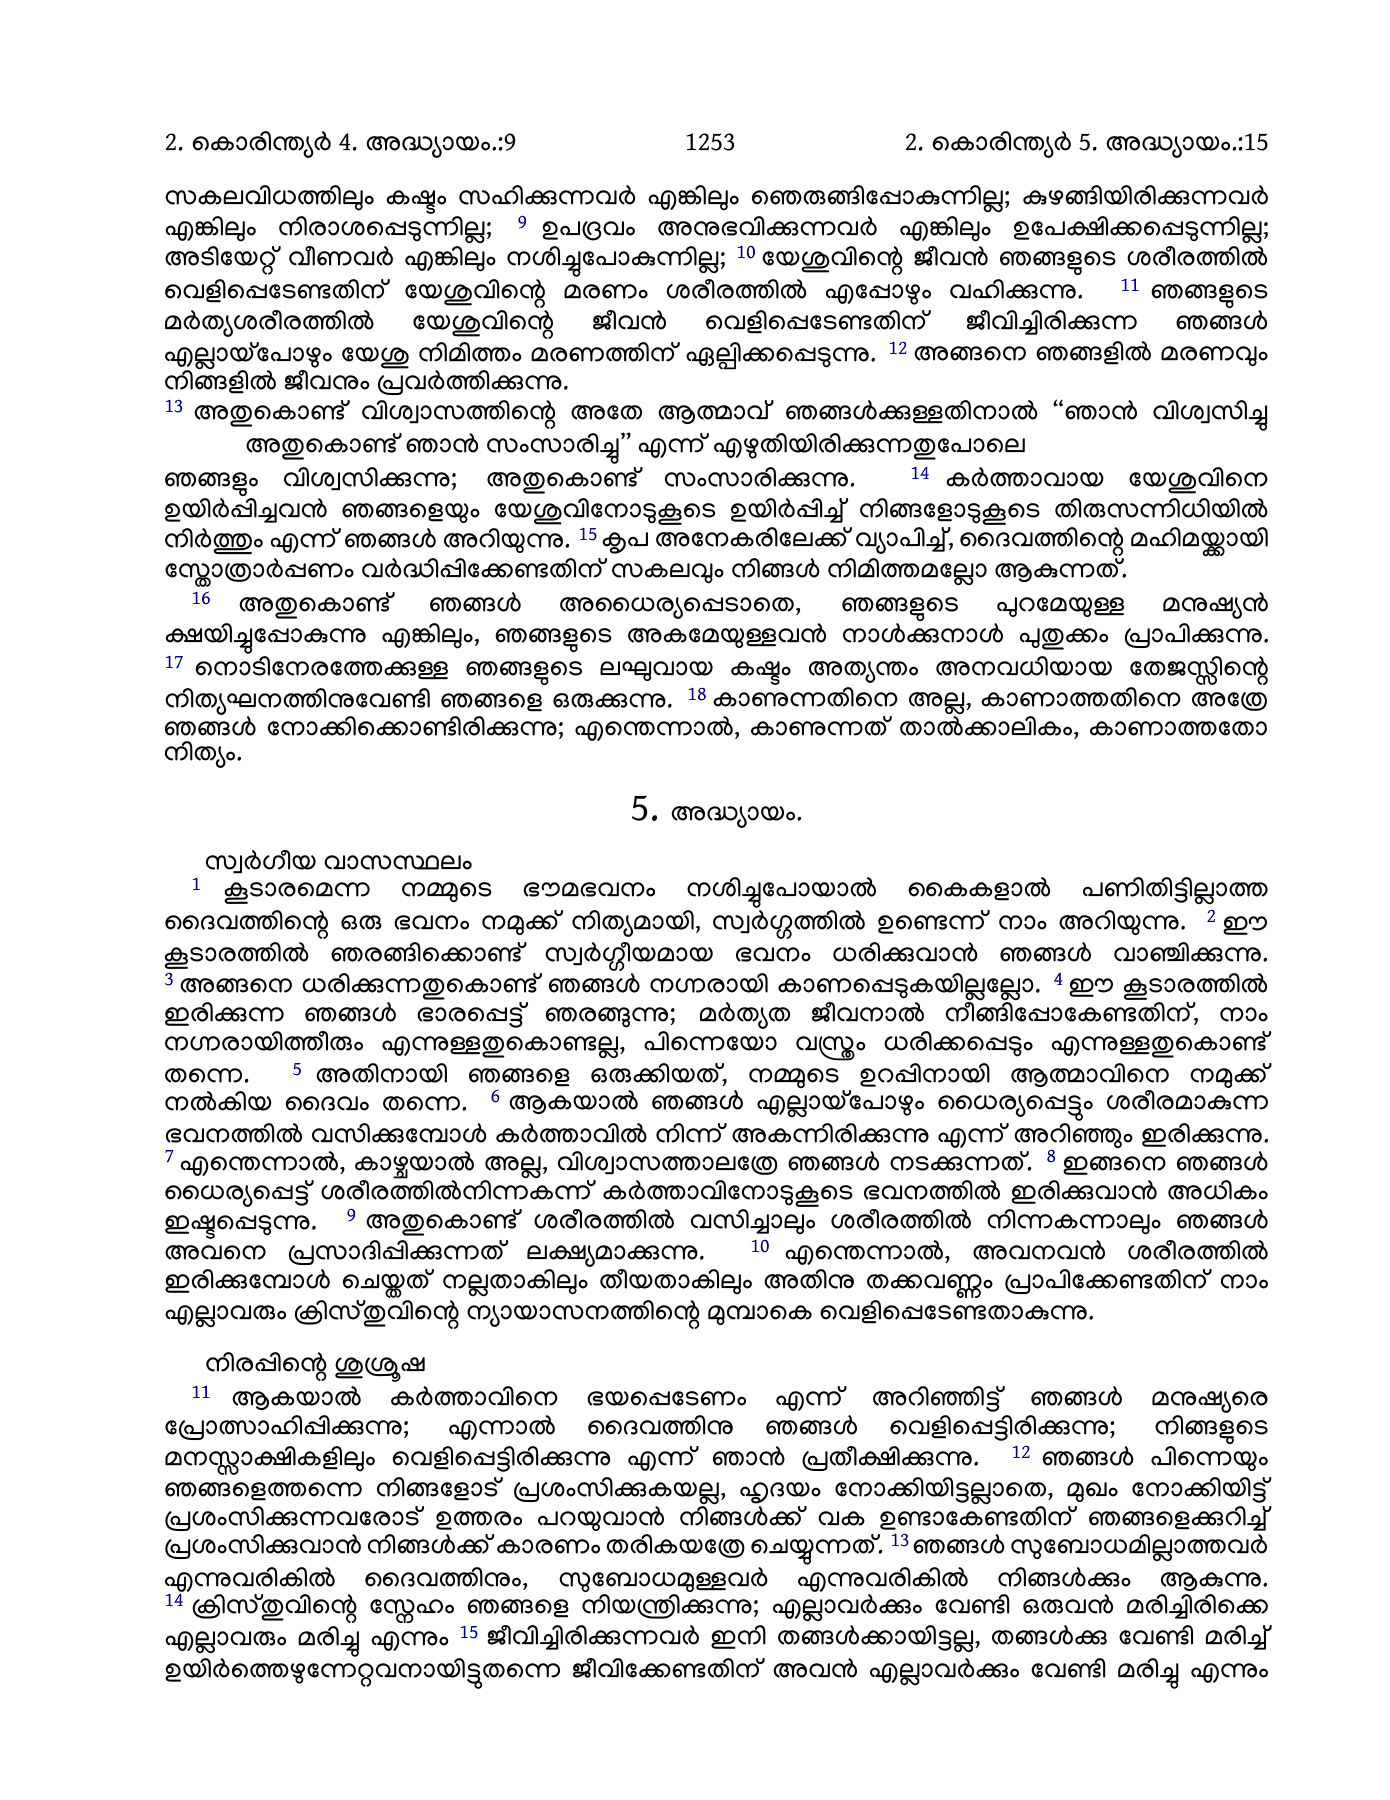 2. കൊരിന്ത്യർ 4. അദ്ധ്യായം.:9 1253 2. കൊരിന്ത്യർ 5. അദ്ധ്യായം.:15
സകലവിധത്തിലും കഷ്ടം സഹിക്കുന്നവർ എങ്കിലും ഞെരുങ്ങിപ്പോകുന്നില്ല; കുഴങ്ങിയിരിക്കുന്നവർ
എങ്കിലും നിരാശപ്പെടുന്നില്ല; 9 ഉപദ്രവം അനുഭവിക്കുന്നവർ എങ്കിലും ഉപേക്ഷിക്കപ്പെടുന്നില്ല;
അടിയേറ്റ് വീണവർ എങ്കിലും നശിച്ചുപോകുന്നില്ല; 10 യേശുവിന്റെ ജീവൻ ഞങ്ങളുടെ ശരീരത്തിൽ
വെളിപ്പെടേണ്ടതിന് യേശുവിന്റെ മരണം ശരീരത്തിൽ എപ്പോഴും വഹിക്കുന്നു. 11 ഞങ്ങളുടെ
മർത്യശരീരത്തിൽ യേശുവിന്റെ ജീവൻ വെളിപ്പെടേണ്ടതിന് ജീവിച്ചിരിക്കുന്ന ഞങ്ങൾ
എല്ലായ്പോഴും യേശു നിമിത്തം മരണത്തിന് ഏല്പിക്കപ്പെടുന്നു. 12 അങ്ങനെ ഞങ്ങളിൽ മരണവും
നിങ്ങളിൽ ജീവനും പ്രവർത്തിക്കുന്നു.
13 അതുകൊണ്ട് വിശ്വാസത്തിന്റെ അതേ ആത്മാവ് ഞങ്ങൾക്കുള്ളതിനാൽ “ഞാൻ വിശ്വസിച്ചു
അതുകൊണ്ട് ഞാൻ സംസാരിച്ചു” എന്ന് എഴുതിയിരിക്കുന്നതുപോലെ
ഞങ്ങളും വിശ്വസിക്കുന്നു; അതുകൊണ്ട് സംസാരിക്കുന്നു. 14 കർത്താവായ യേശുവിനെ
ഉയിർപ്പിച്ചവൻ ഞങ്ങളെയും യേശുവിനോടുകൂടെ ഉയിർപ്പിച്ച് നിങ്ങളോടുകൂടെ തിരുസന്നിധിയിൽ
നിർത്തും എന്ന് ഞങ്ങൾ അറിയുന്നു. 15 കൃപ അനേകരിലേക്ക് വ്യാപിച്ച്, ദൈവത്തിന്റെ മഹിമയ്ക്കായി
സ്തോത്രാർപ്പണം വർദ്ധിപ്പിക്കേണ്ടതിന് സകലവും നിങ്ങൾ നിമിത്തമല്ലോ ആകുന്നത്.
16 അതുകൊണ്ട് ഞങ്ങൾ അധൈര്യപ്പെടാതെ, ഞങ്ങളുടെ പുറമേയുള്ള മനുഷ്യൻ
ക്ഷയിച്ചുപ്പോകുന്നു എങ്കിലും, ഞങ്ങളുടെ അകമേയുള്ളവൻ നാൾക്കുനാൾ പുതുക്കം പ്രാപിക്കുന്നു.
17 നൊടിനേരത്തേക്കുള്ള ഞങ്ങളുടെ ലഘുവായ കഷ്ടം അത്യന്തം അനവധിയായ തേജസ്സിന്റെ
നിത്യഘനത്തിനുവേണ്ടി ഞങ്ങളെ ഒരുക്കുന്നു. 18 കാണുന്നതിനെ അല്ല, കാണാത്തതിനെ അത്രേ
ഞങ്ങൾ നോക്കിക്കൊണ്ടിരിക്കുന്നു; എന്തെന്നാൽ, കാണുന്നത് താൽക്കാലികം, കാണാത്തതോ
നിത്യം.
5. അദ്ധ്യായം.
സ്വർഗീയ വാസസ്ഥലം
1 കൂടാരമെന്ന നമ്മുടെ ഭൗമഭവനം നശിച്ചുപോയാൽ കൈകളാൽ പണിതിട്ടില്ലാത്ത
ദൈവത്തിന്റെ ഒരു ഭവനം നമുക്ക് നിത്യമായി, സ്വർഗ്ഗത്തിൽ ഉണ്ടെന്ന് നാം അറിയുന്നു. 2 ഈ
കൂടാരത്തിൽ ഞരങ്ങിക്കൊണ്ട് സ്വർഗ്ഗീയമായ ഭവനം ധരിക്കുവാൻ ഞങ്ങൾ വാഞ്ചിക്കുന്നു.
3 അങ്ങനെ ധരിക്കുന്നതുകൊണ്ട് ഞങ്ങൾ നഗ്നരായി കാണപ്പെടുകയില്ലല്ലോ. 4 ഈ കൂടാരത്തിൽ
ഇരിക്കുന്ന ഞങ്ങൾ ഭാരപ്പെട്ട് ഞരങ്ങുന്നു; മർത്യത ജീവനാൽ നീങ്ങിപ്പോകേണ്ടതിന്, നാം
നഗ്നരായിത്തീരും എന്നുള്ളതുകൊണ്ടല്ല, പിന്നെയോ വസ്ത്രം ധരിക്കപ്പെടും എന്നുള്ളതുകൊണ്ട്
തന്നെ. 5 അതിനായി ഞങ്ങളെ ഒരുക്കിയത്, നമ്മുടെ ഉറപ്പിനായി ആത്മാവിനെ നമുക്ക്
നൽകിയ ദൈവം തന്നെ. 6 ആകയാൽ ഞങ്ങൾ എല്ലായ്പോഴും ധൈര്യപ്പെട്ടും ശരീരമാകുന്ന
ഭവനത്തിൽ വസിക്കുമ്പോൾ കർത്താവിൽ നിന്ന് അകന്നിരിക്കുന്നു എന്ന് അറിഞ്ഞും ഇരിക്കുന്നു.
7 എന്തെന്നാൽ, കാഴ്ചയാൽ അല്ല, വിശ്വാസത്താലത്രേ ഞങ്ങൾ നടക്കുന്നത്. 8 ഇങ്ങനെ ഞങ്ങൾ
ധൈര്യപ്പെട്ട് ശരീരത്തിൽനിന്നകന്ന് കർത്താവിനോടുകൂടെ ഭവനത്തിൽ ഇരിക്കുവാൻ അധികം
ഇഷ്ടപ്പെടുന്നു. 9 അതുകൊണ്ട് ശരീരത്തിൽ വസിച്ചാലും ശരീരത്തിൽ നിന്നകന്നാലും ഞങ്ങൾ
അവനെ പ്രസാദിപ്പിക്കുന്നത് ലക്ഷ്യമാക്കുന്നു. 10 എന്തെന്നാൽ, അവനവൻ ശരീരത്തിൽ
ഇരിക്കുമ്പോൾ ചെയ്തത് നല്ലതാകിലും തീയതാകിലും അതിനു തക്കവണ്ണം പ്രാപിക്കേണ്ടതിന് നാം
എല്ലാവരും ക്രിസ്തുവിന്റെ ന്യായാസനത്തിന്റെ മുമ്പാകെ വെളിപ്പെടേണ്ടതാകുന്നു.
നിരപ്പിന്റെ ശുശ്രൂഷ
11 ആകയാൽ കർത്താവിനെ ഭയപ്പെടേണം എന്ന് അറിഞ്ഞിട്ട് ഞങ്ങൾ മനുഷ്യരെ
പ്രോത്സാഹിപ്പിക്കുന്നു; എന്നാൽ ദൈവത്തിനു ഞങ്ങൾ വെളിപ്പെട്ടിരിക്കുന്നു; നിങ്ങളുടെ
മനസ്സാക്ഷികളിലും വെളിപ്പെട്ടിരിക്കുന്നു എന്ന് ഞാൻ പ്രതീക്ഷിക്കുന്നു. 12 ഞങ്ങൾ പിന്നെയും
ഞങ്ങളെത്തന്നെ നിങ്ങളോട് പ്രശംസിക്കുകയല്ല, ഹൃദയം നോക്കിയിട്ടല്ലാതെ, മുഖം നോക്കിയിട്ട്
പ്രശംസിക്കുന്നവരോട് ഉത്തരം പറയുവാൻ നിങ്ങൾക്ക് വക ഉണ്ടാകേണ്ടതിന് ഞങ്ങളെക്കുറിച്ച്
പ്രശംസിക്കുവാൻ നിങ്ങൾക്ക് കാരണം തരികയത്രേ ചെയ്യുന്നത്. 13 ഞങ്ങൾ സുബോധമില്ലാത്തവർ
എന്നുവരികിൽ ദൈവത്തിനും, സുബോധമുള്ളവർ എന്നുവരികിൽ നിങ്ങൾക്കും ആകുന്നു.
14 ക്രിസ്തുവിന്റെ സ്നേഹം ഞങ്ങളെ നിയന്ത്രിക്കുന്നു; എല്ലാവർക്കും വേണ്ടി ഒരുവൻ മരിച്ചിരിക്കെ
എല്ലാവരും മരിച്ചു എന്നും 15 ജീവിച്ചിരിക്കുന്നവർ ഇനി തങ്ങൾക്കായിട്ടല്ല, തങ്ങൾക്കു വേണ്ടി മരിച്ച്
ഉയിർത്തെഴുന്നേറ്റവനായിട്ടുതന്നെ ജീവിക്കേണ്ടതിന് അവൻ എല്ലാവർക്കും വേണ്ടി മരിച്ചു എന്നും